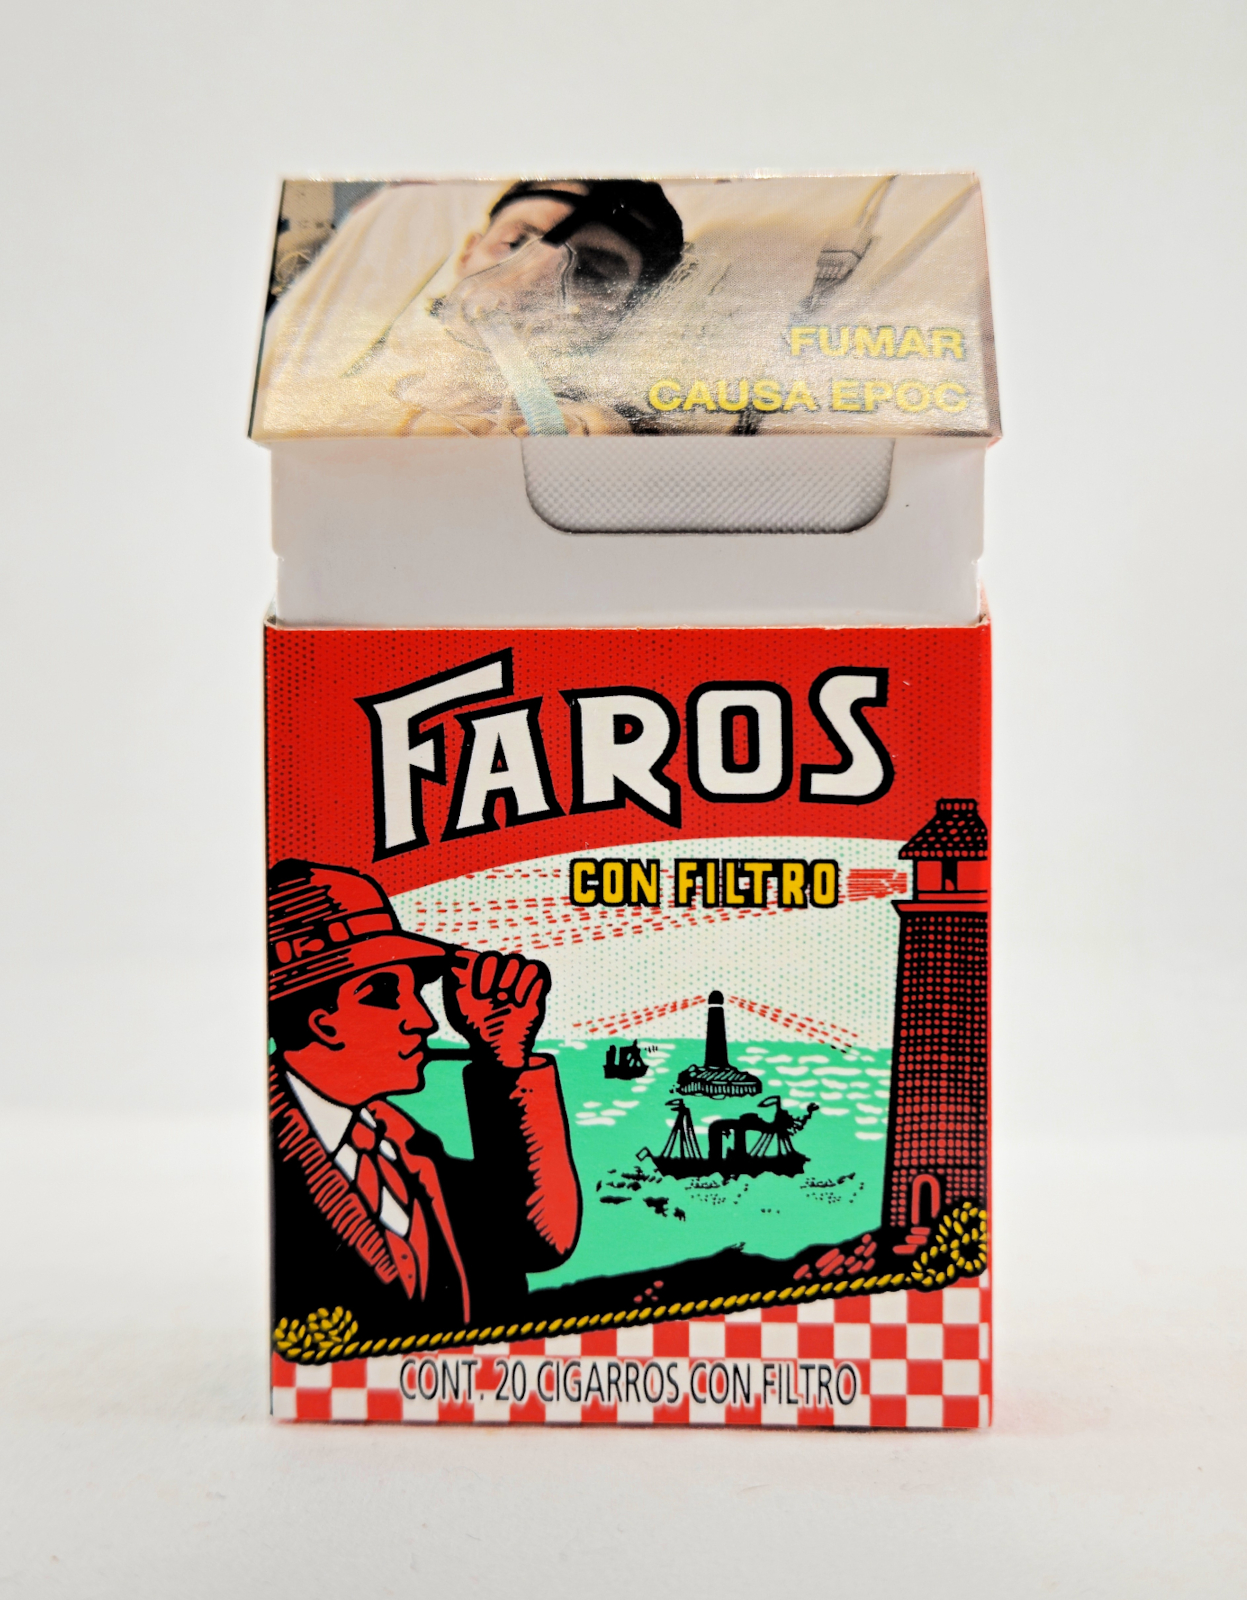 FUMAR
CAUSA EPOC
FAROS
CON FILTRO
CONT. 20 CIGARROS CON FILTRO